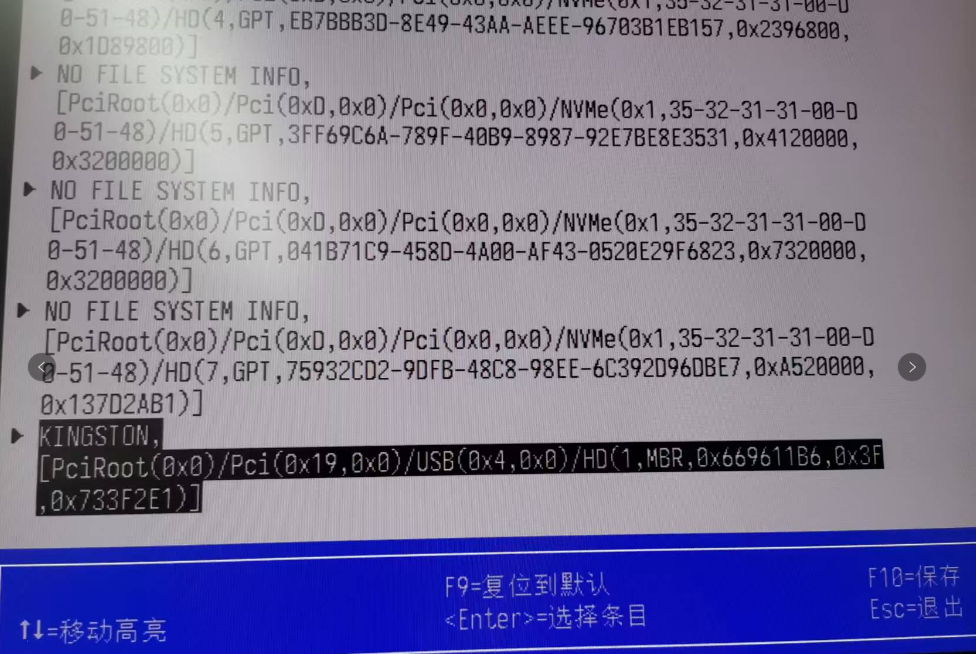 0-51-48)/HD(4,GPT,EB7BBB3D-8E49-43AA-AEEE-96703B1EB157,0x2396800,
0x1D89800)]
NO FILE SYSTEM INFO,
[PciRoot(0x0)/Pci(0xD,0x0)/Pci(0x0,0x0)/NVMe(0x1,35-32-31-31-00-D
0-51-48)/HD(5,GPT,3FF69C6A-789F-40B9-8987-92E7BE8E3531,0x4120000,
0x3200000)]
NO FILE SYSTEM INFO,
[PciRoot(0x0)/Pci(0xD,0x0)/Pci(0x0,0x0)/NVMe(0x1,35-32-31-31-00-D
0-51-48)/HD(6,GPT,041B71C9-458D-4A00-AF43-0520E29F6823,0x7320000,
0x3200000)]
NO FILE SYSTEM INFO,
[PciRoot(0x0)/Pci(0xD,0x0)/Pci(0x0,0x0)/NVMe(0x1,35-32-31-31-00-D
0-51-48)/HD(7,GPT,75932CD2-9DFB-48C8-98EE-6C392D96DBE7,0xA520000,
0x137D2AB1)]
KINGSTON,
[PciRoot(0x0)/Pci(0x19,0x0)/USB(0x4,0x0)/HD(1,MBR,0x669611B6,0x3F
,0x733F2E1)]
F9=复位到默认
F10=保存
↑↓=移动高亮
<Enter>=选择条目
Esc=退出